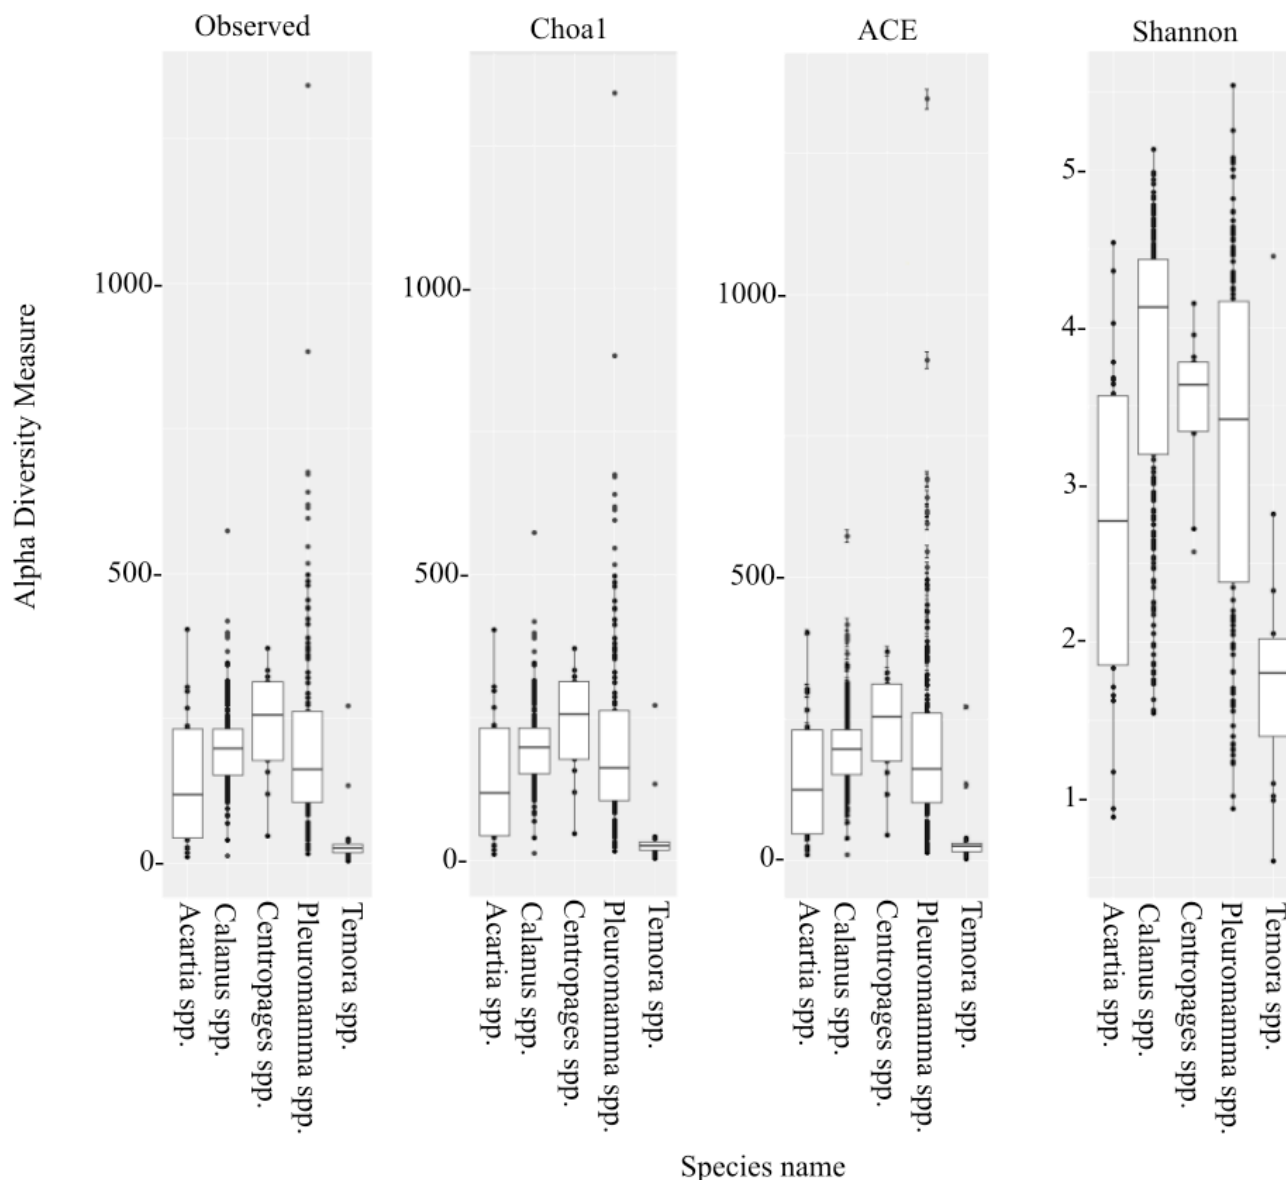 Observed
Choa1
ACE
Shannon
Alpha Diversity Measure
1000-
500-
0-
1000-
500-
0-
1000-
500-
0-
5-
4-
3-
2-
1-
Acartia spp.
Calanus spp.
Centropages spp.
Pleuromamma spp.
Temora spp.
Acartia spp.
Calanus spp.
Centropages spp.
Pleuromamma spp.
Temora spp.
Acartia spp.
Calanus spp.
Centropages spp.
Pleuromamma spp.
Temora spp.
Acartia spp.
Calanus spp.
Centropages spp.
Pleuromamma spp.
Temora spp.
Species name